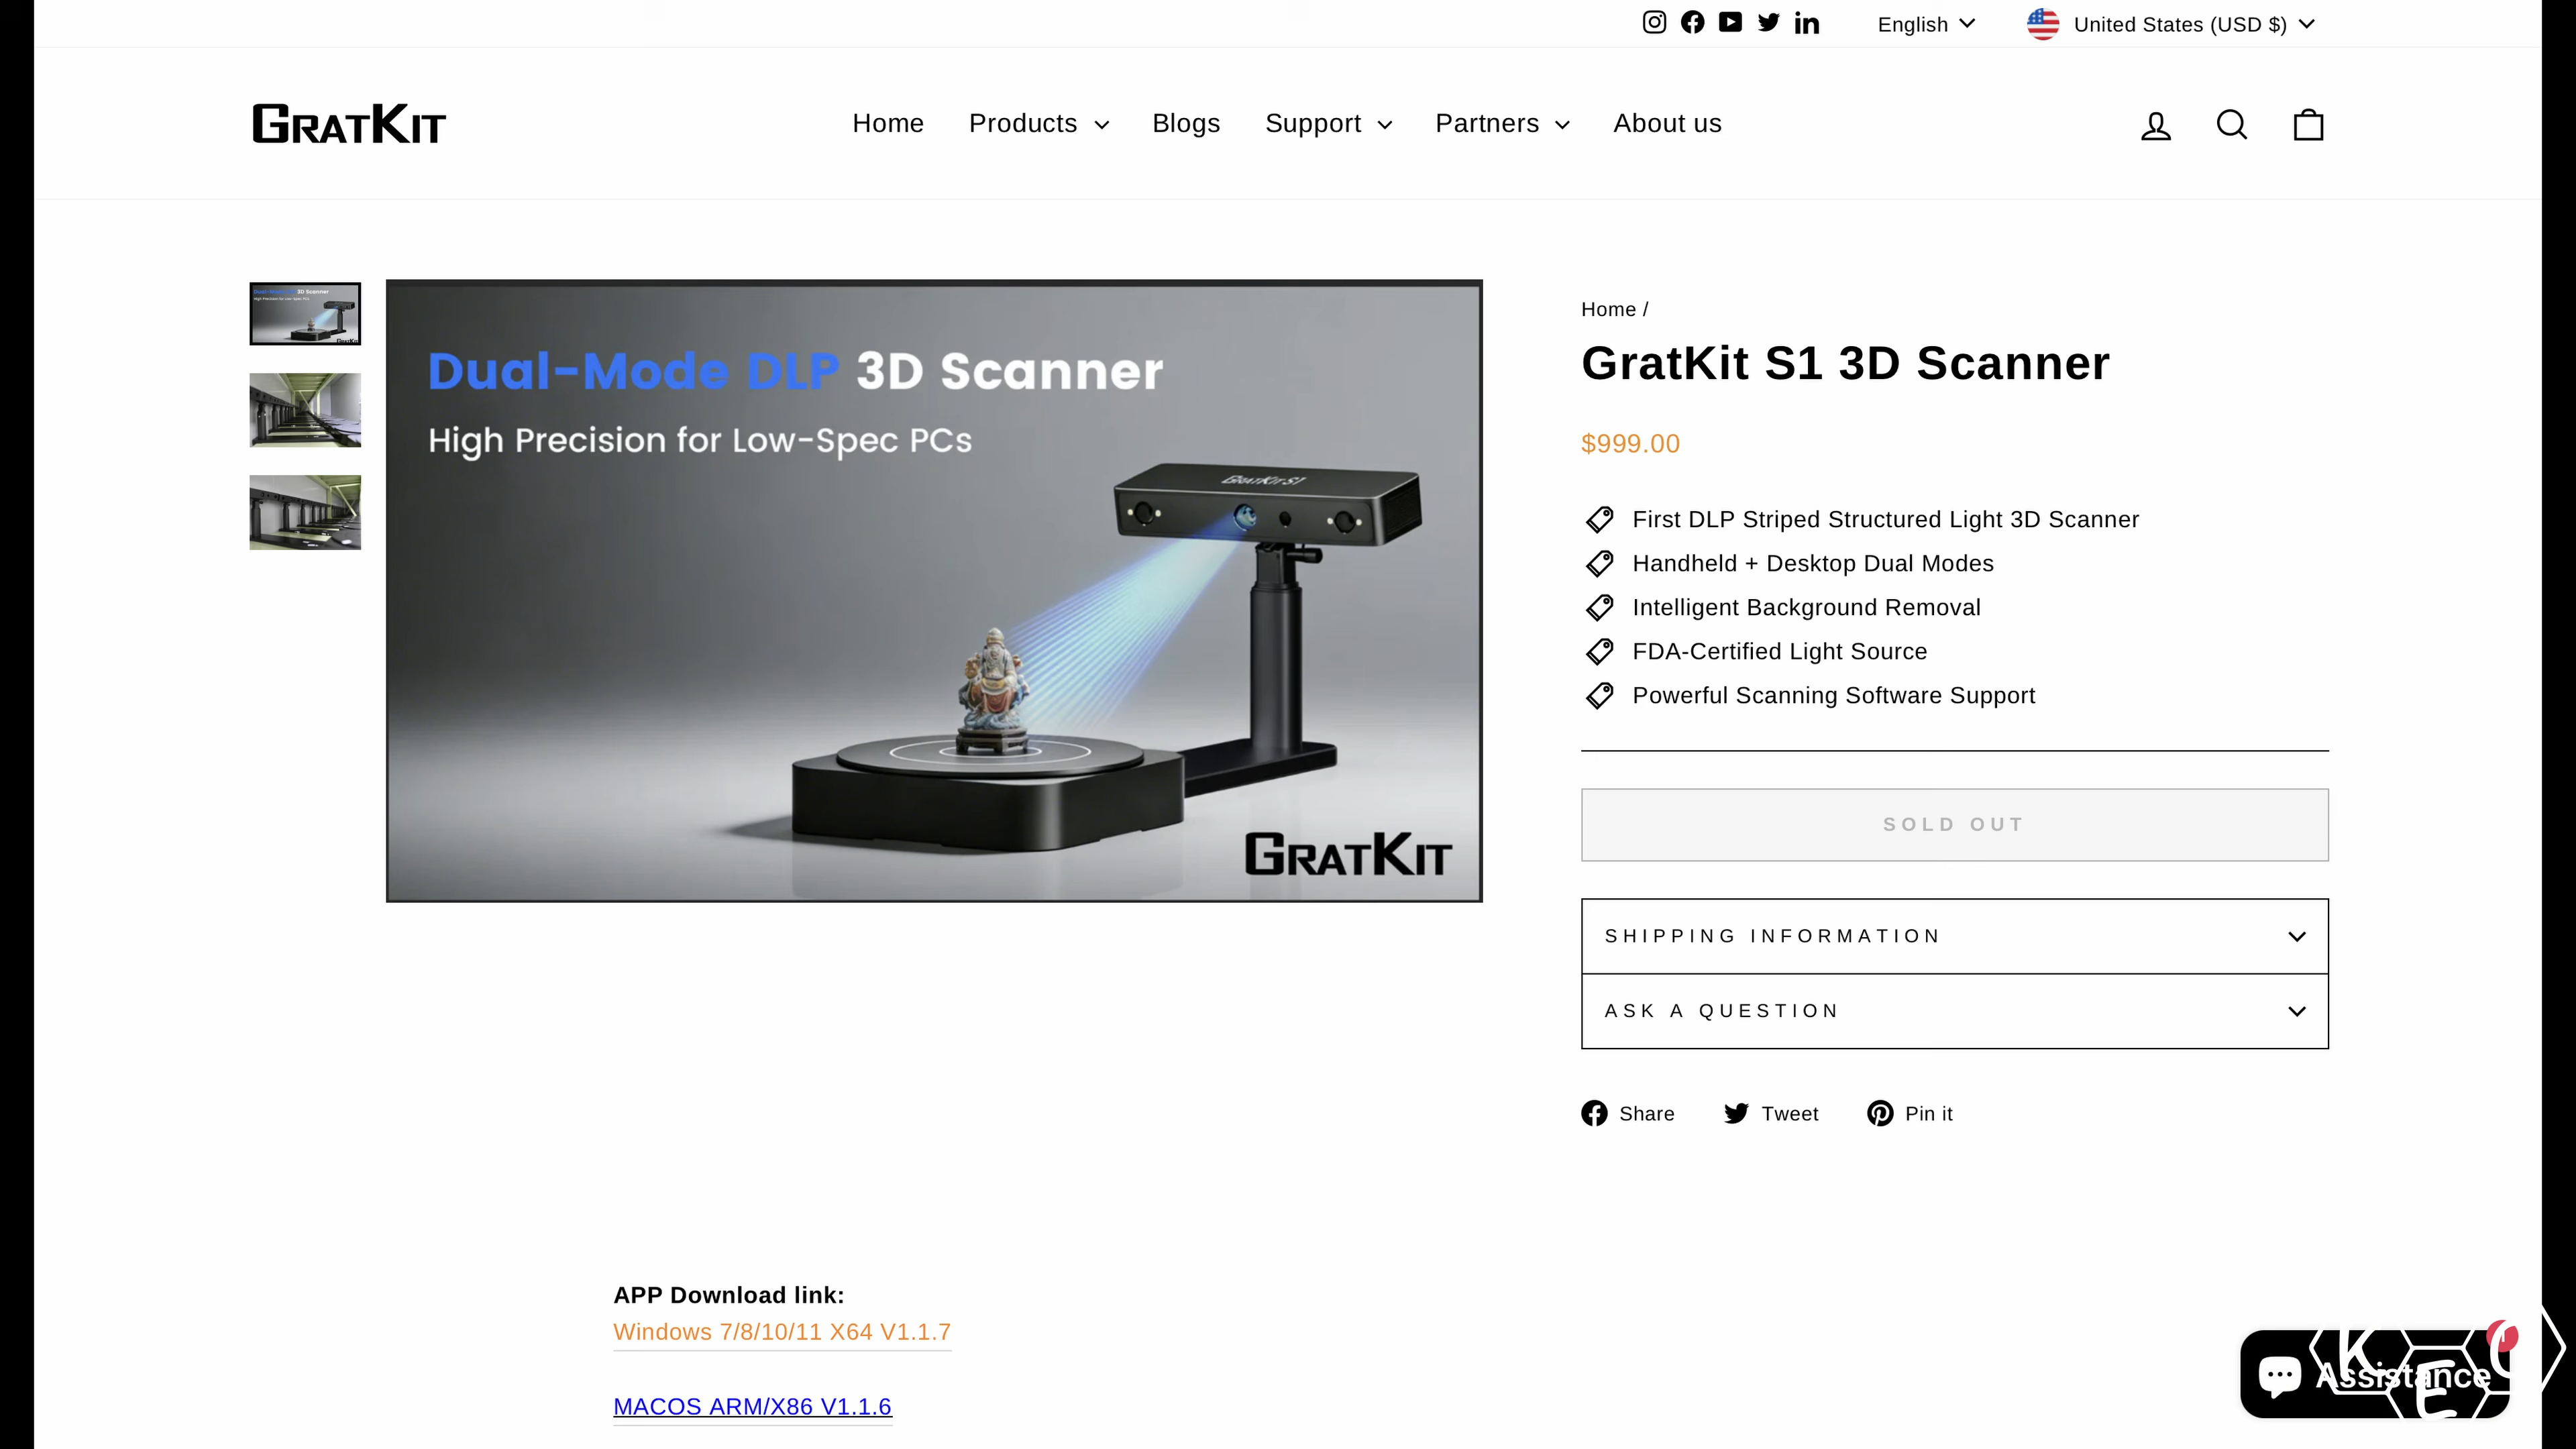 English
United States (USD $)
GRATKIT
Home
Products
Blogs
Support
Partners
About us
Dual-Mode DLP 3D Scanner
High Precision for Low-Spec PCs
GRATKIT S1
GRATKIT
Home /
GratKit S1 3D Scanner
$999.00
First DLP Striped Structured Light 3D Scanner
Handheld + Desktop Dual Modes
Intelligent Background Removal
FDA-Certified Light Source
Powerful Scanning Software Support
SOLD OUT
SHIPPING INFORMATION
ASK A QUESTION
Share
Tweet
Pin it
APP Download link:
Windows 7/8/10/11 X64 V1.1.7
MACOS ARM/X86 V1.1.6
Assistance
K
E